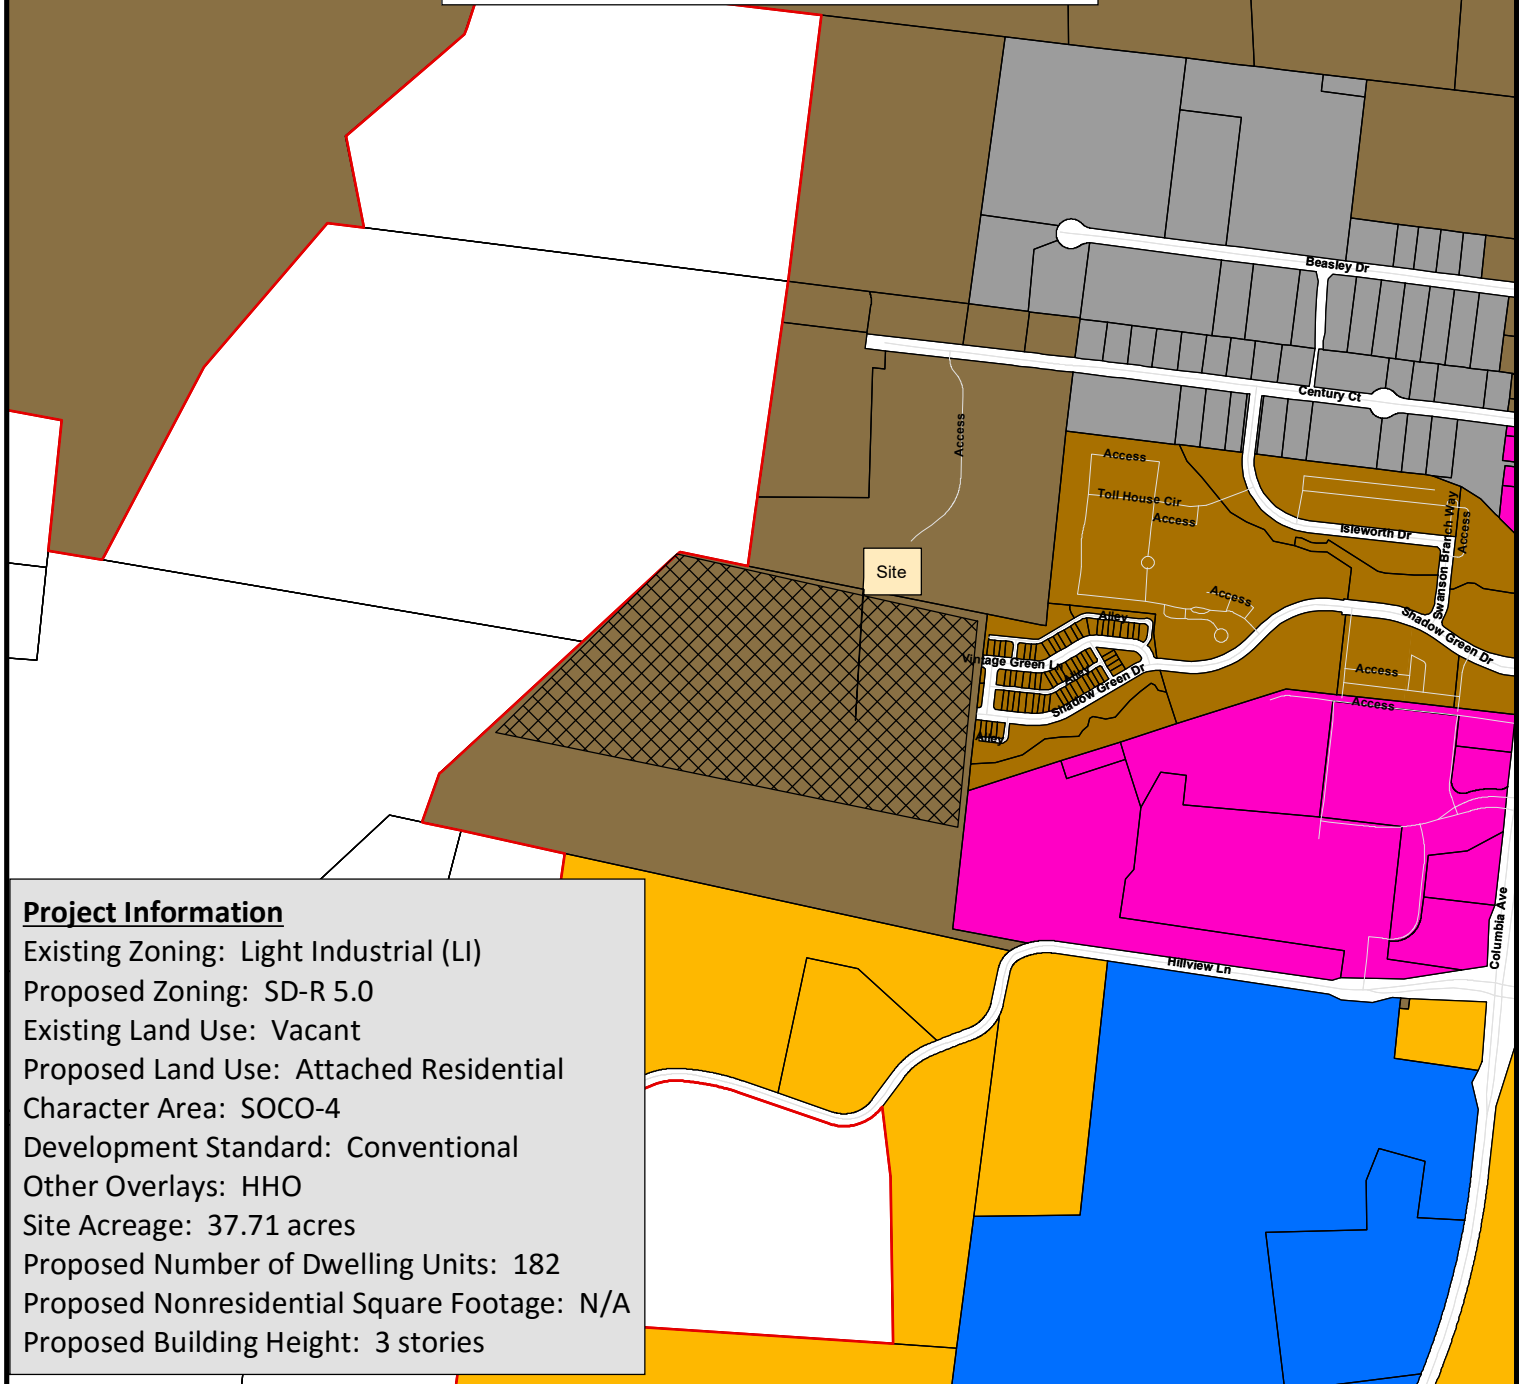 Beasley Dr
Century Ct
Access
Access
Toll House Cir
Access
Isleworth Dr
Swanson Branch Way
Access
Site
Access
Alley
Shadow Green Dr
Vintage Green L
Alley
Shadow Green Dr
Access
Access
Alley
Columbia Ave
Hillview Ln
Project Information
Existing Zoning: Light Industrial (LI)
Proposed Zoning: SD-R 5.0
Existing Land Use: Vacant
Proposed Land Use: Attached Residential
Character Area: SOCO-4
Development Standard: Conventional
Other Overlays: HHO
Site Acreage: 37.71 acres
Proposed Number of Dwelling Units: 182
Proposed Nonresidential Square Footage: N/A
Proposed Building Height: 3 stories